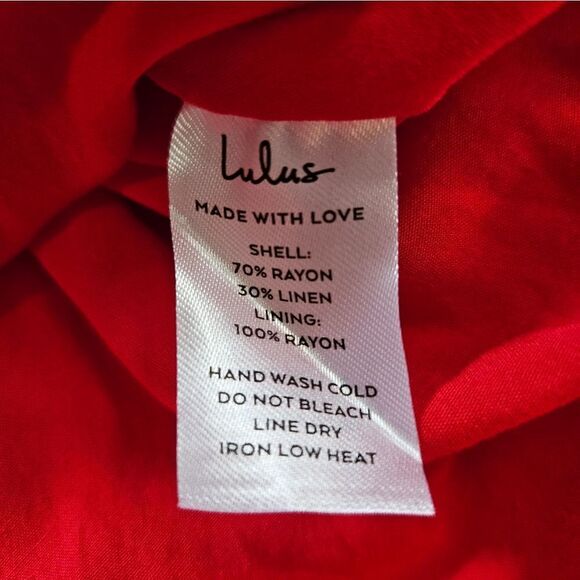 Lulus
MADE WITH LOVE
SHELL:
70% RAYON
30% LINEN
LINING:
100% RAYON
HAND WASH COLD
DO NOT BLEACH
LINE DRY
IRON LOW HEAT